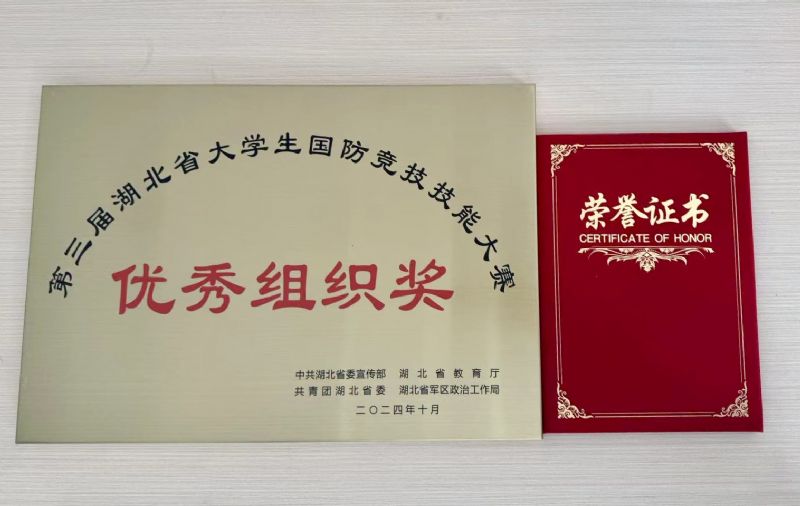 第三届湖北省大学生国防竞技技能大赛
优秀组织奖
中共湖北省委宣传部 湖北省教育厅
共青团湖北省委 湖北省军区政治工作局
二〇二四年十月
荣誉证书
CERTIFICATE OF HONOR